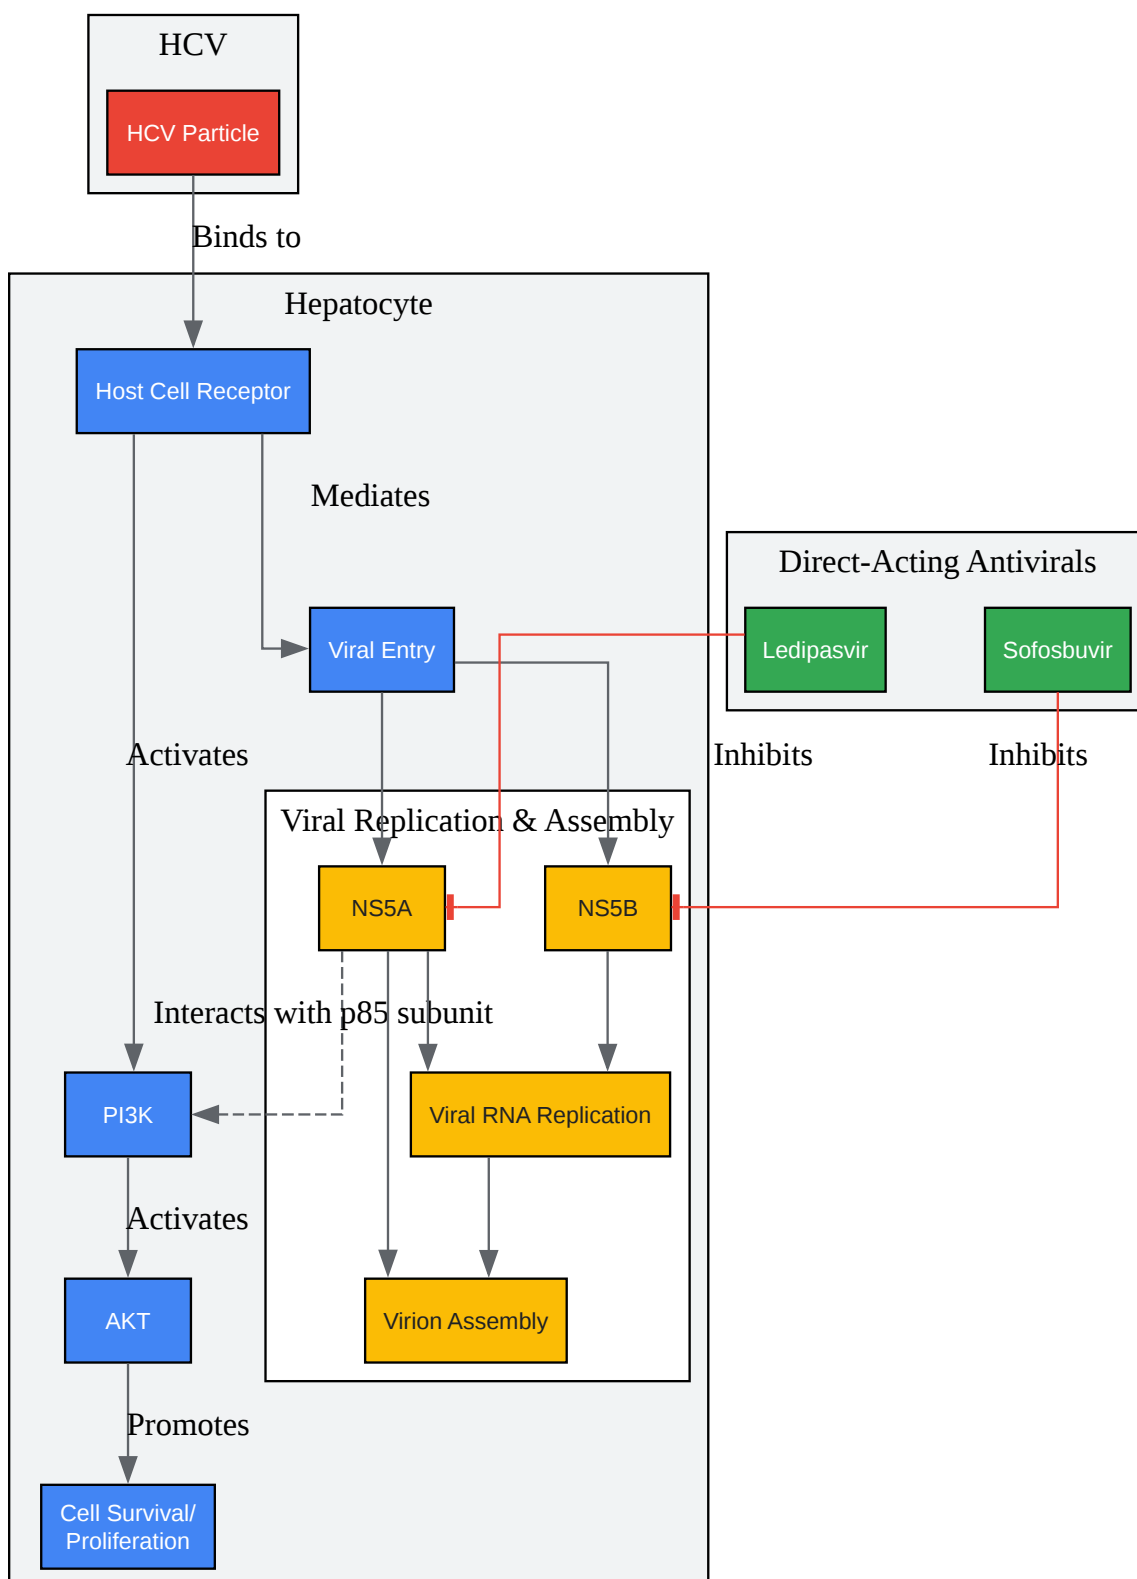 HCV
HCV Particle
Binds to
Hepatocyte
Host Cell Receptor
Mediates
Direct-Acting Antivirals
Viral Entry
Ledipasvir
Sofosbuvir
Activates
Inhibits
Inhibits
Viral Replication & Assembly
NS5A
NS5B
Interacts with p85 subunit
PI3K
Viral RNA Replication
Activates
AKT
Virion Assembly
Promotes
Cell Survival/
Proliferation